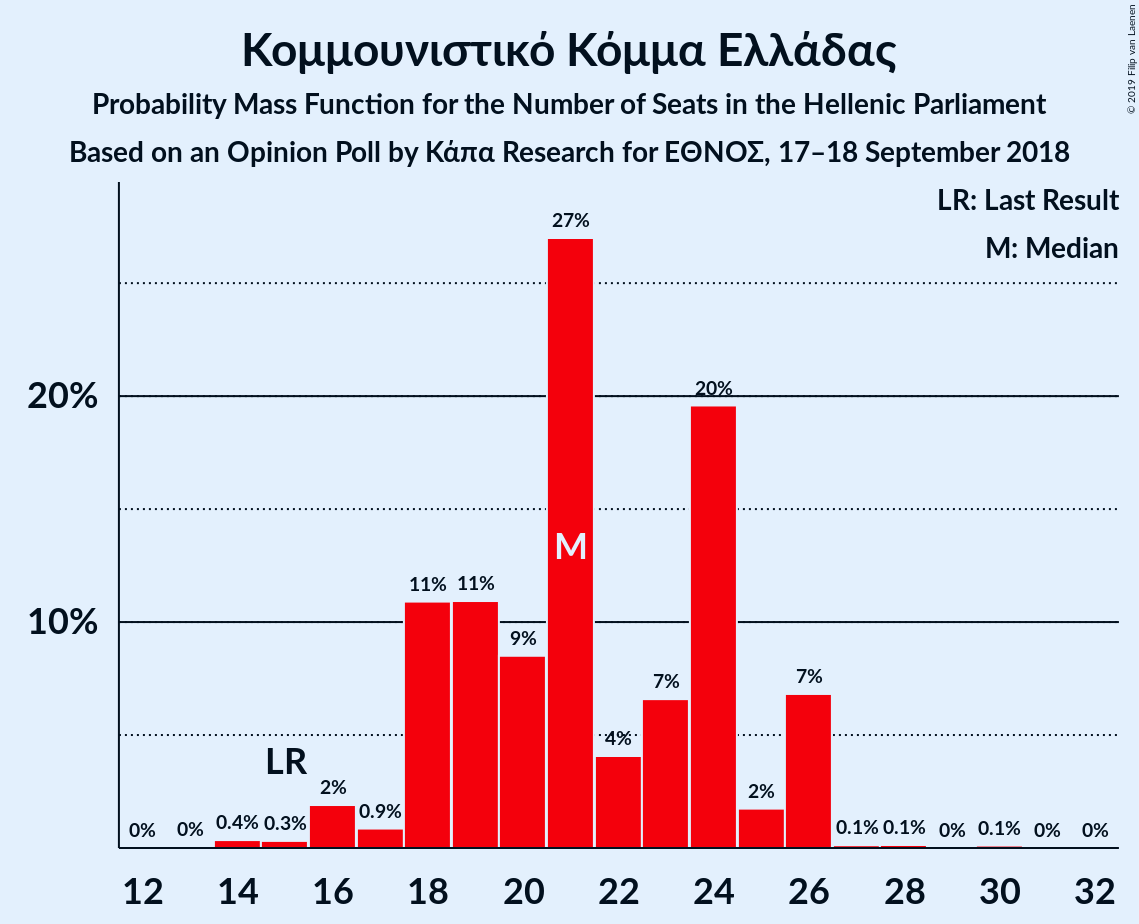 Κομμουνιστικό Κόμμα Ελλάδας
Probability Mass Function for the Number of Seats in the Hellenic Parliament
Based on an Opinion Poll by Κάπα Research for ΕΘΝΟΣ, 17–18 September 2018
© 2019 Filip van Laenen
LR: Last Result
M: Median
27%
20%
20%
M
11% 11%
10%
9%
7% 7%
4%
LR
2% 2%
0% 0% 0.4% 0.3% 0.9% 0.1% 0.1% 0% 0.1% 0% 0%
12 14 16 18 20 22 24 26 28 30 32